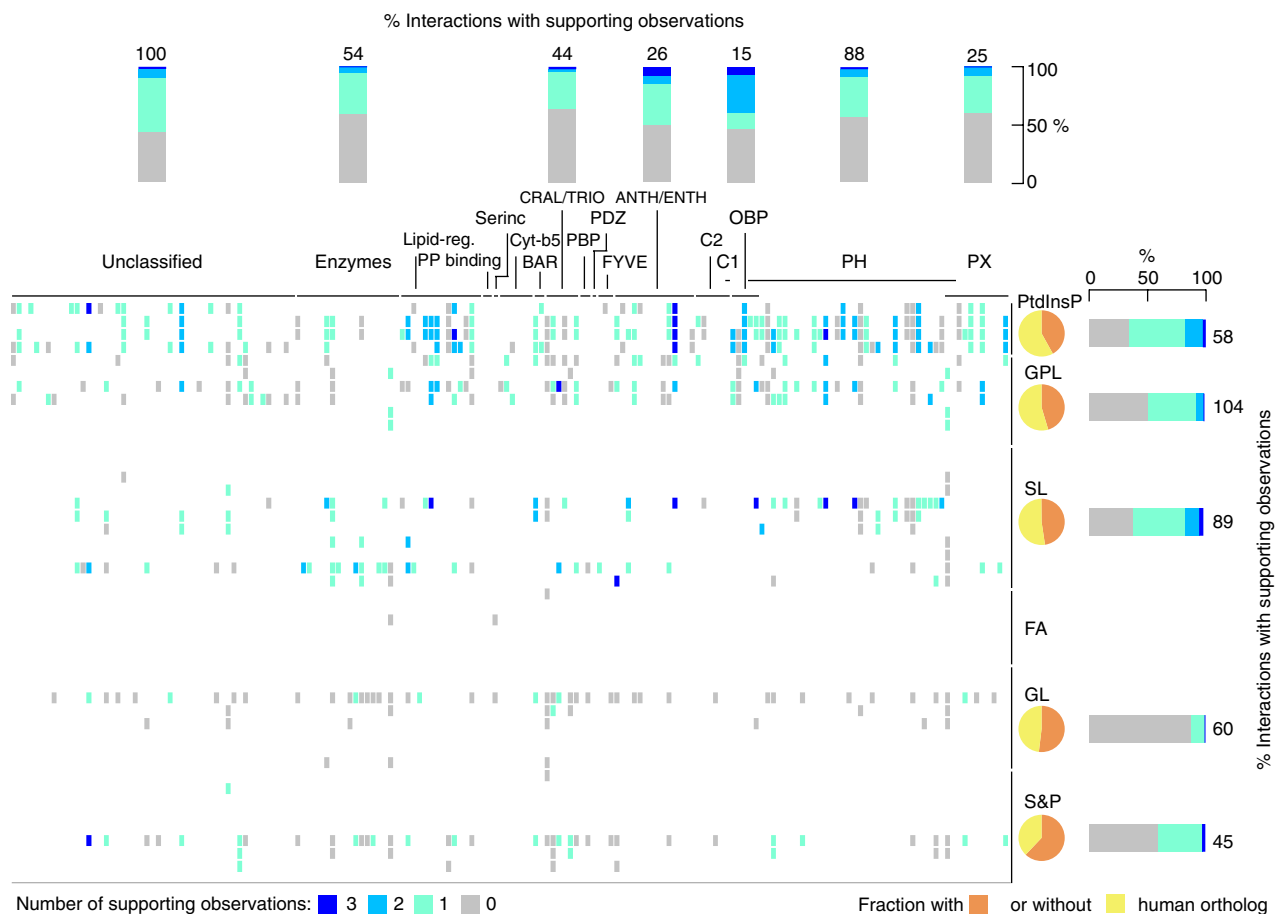 % Interactions with supporting observations
100 54 44 26 15 88 25
100
50 %
0
CRAL/TRIO ANTH/ENTH
Serinc PDZ OBP
Lipid-reg. Cyt-b5 PBP C2
PP binding BAR FYVE C1
Unclassified Enzymes PH PX
%
0 50 100
PtdInsP
58
GPL
104
SL
89
FA
GL
60
S&P
45
% Interactions with supporting observations
Number of supporting observations: 3 2 1 0
Fraction with or without human ortholog